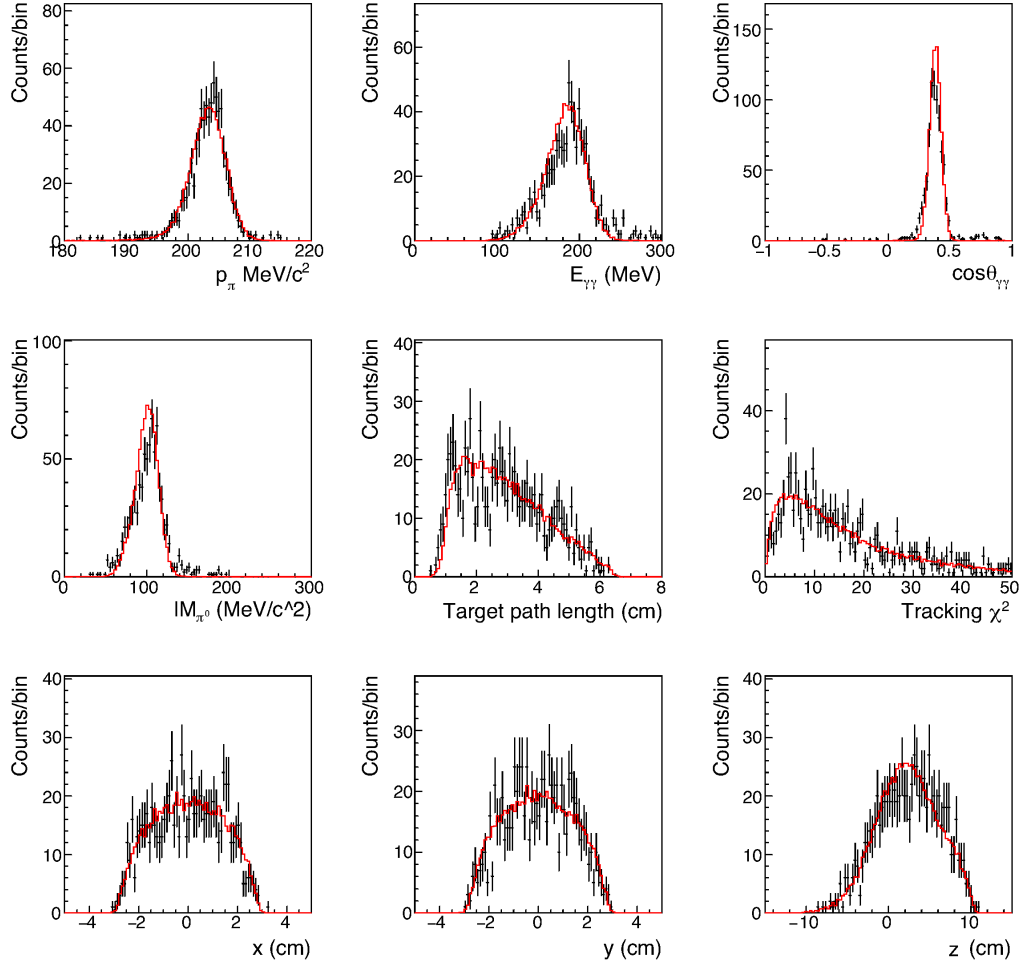 Counts/bin
80
60
40
20
0
180 190 200 210 220
p_π MeV/c²
Counts/bin
60
40
20
0
0 100 200 300
E_γγ (MeV)
Counts/bin
150
100
50
0
−1 −0.5 0 0.5 1
cosθ_γγ
Counts/bin
100
50
0
0 100 200 300
IM_π⁰ (MeV/c^2)
Counts/bin
40
30
20
10
0
0 2 4 6 8
Target path length (cm)
Counts/bin
40
20
0
0 10 20 30 40 50
Tracking χ²
Counts/bin
40
30
20
10
0
−4 −2 0 2 4
x (cm)
Counts/bin
30
20
10
0
−4 −2 0 2 4
y (cm)
Counts/bin
40
30
20
10
0
−10 0 10
z (cm)